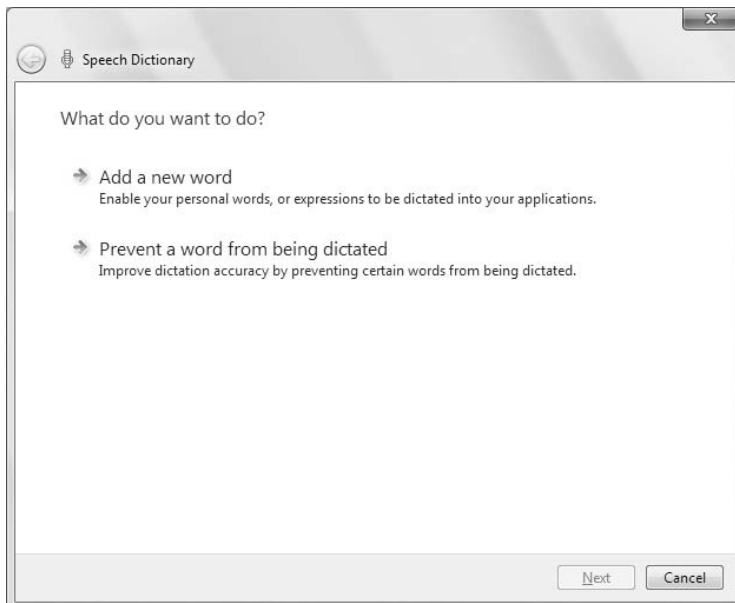 Speech Dictionary
What do you want to do?
Add a new word
Enable your personal words, or expressions to be dictated into your applications.
Prevent a word from being dictated
Improve dictation accuracy by preventing certain words from being dictated.
Next Cancel